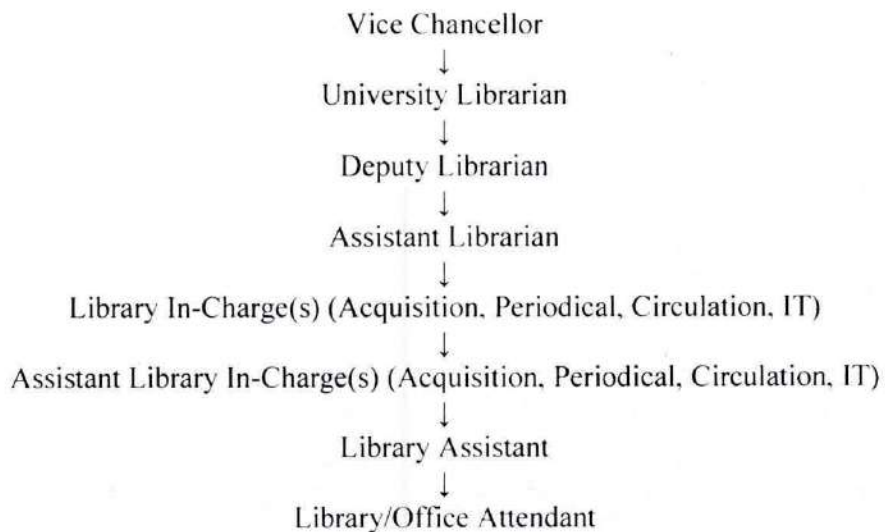 Vice Chancellor
↓
University Librarian
↓
Deputy Librarian
↓
Assistant Librarian
↓
Library In-Charge(s) (Acquisition, Periodical, Circulation, IT)
↓
Assistant Library In-Charge(s) (Acquisition, Periodical, Circulation, IT)
↓
Library Assistant
↓
Library/Office Attendant